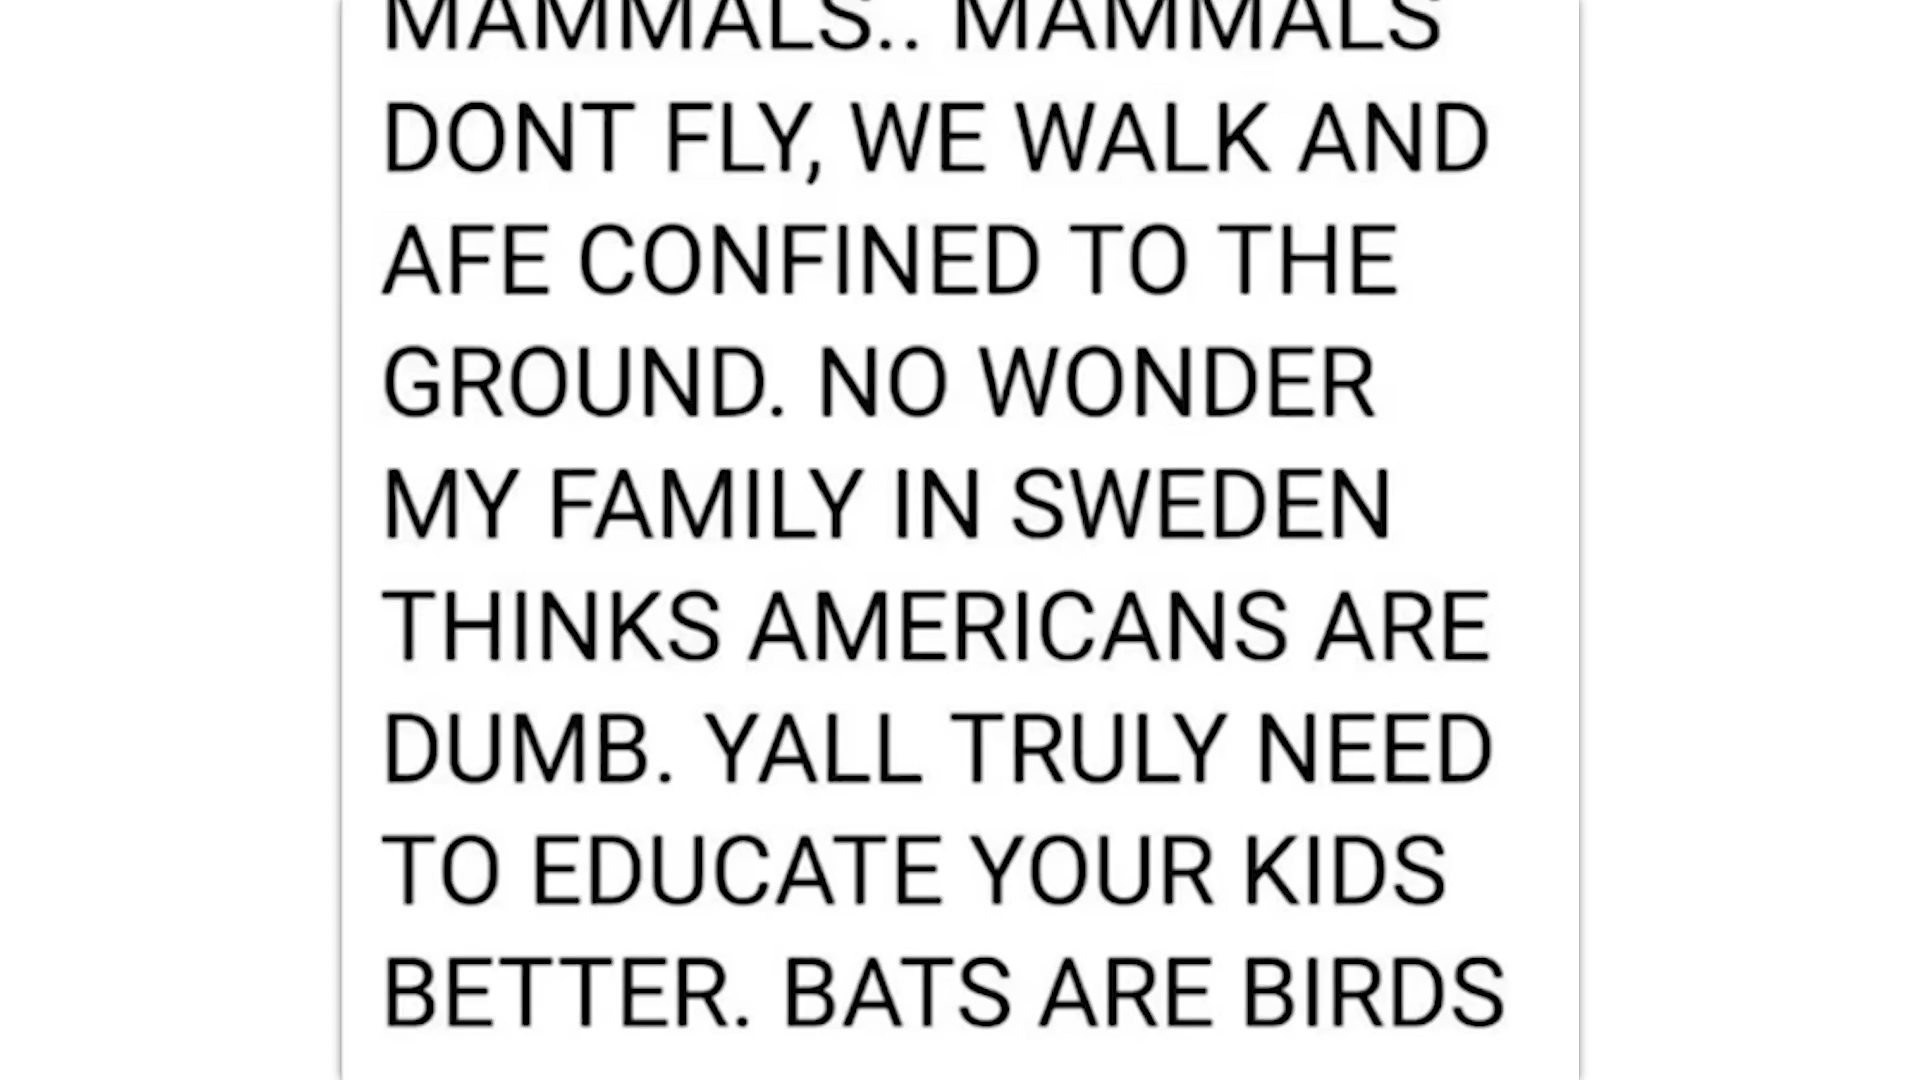 MAMMALS.. MAMMALS
DONT FLY, WE WALK AND
AFE CONFINED TO THE
GROUND. NO WONDER
MY FAMILY IN SWEDEN
THINKS AMERICANS ARE
DUMB. YALL TRULY NEED
TO EDUCATE YOUR KIDS
BETTER. BATS ARE BIRDS